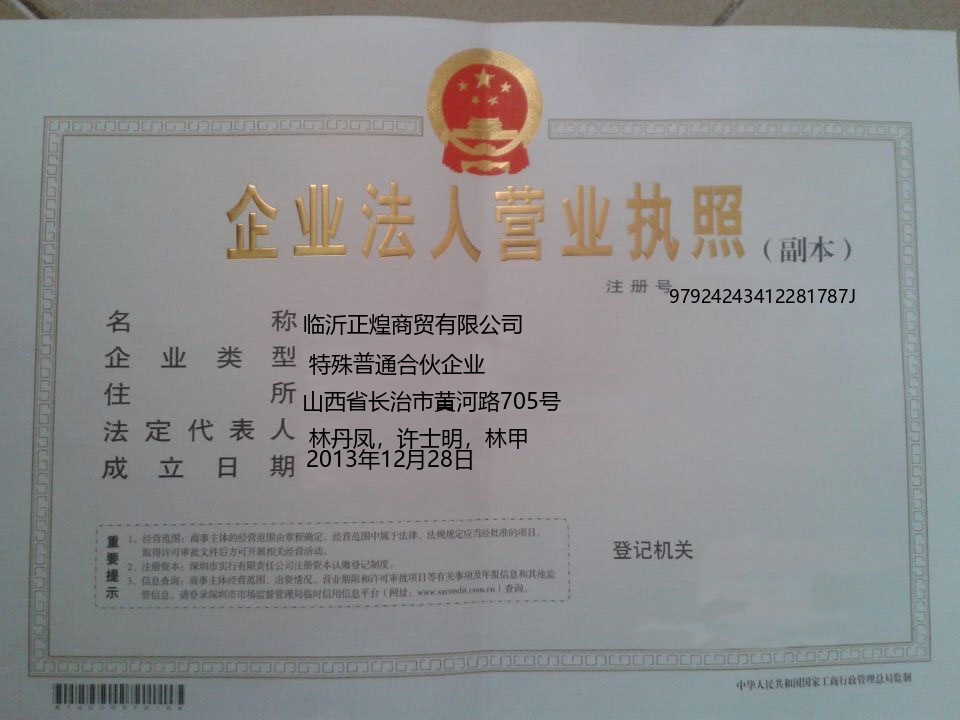 企业法人营业执照
（副本）
注册号 97924243412281787J
名称 临沂正煌商贸有限公司
企业类型 特殊普通合伙企业
住所 山西省长治市黄河路705号
法定代表人 林丹凤，许士明，林甲
成立日期 2013年12月28日
重要提示
1、经营范围：商事主体的经营范围由章程确定。经营范围中属于法律、法规规定应当经批准的项目，
取得许可审批文件后方可开展相关经营活动。
2、注册资本：深圳市实行有限责任公司注册资本认缴登记制度。
3、信息查询：商事主体经营范围、出资情况、营业期限和许可审批项目等有关事项及年报信息和其他监
管信息，请登录深圳市市场监督管理局临时信用信息平台（网址：www.szcredit.com.cn）查询。
登记机关
中华人民共和国国家工商行政管理总局监制